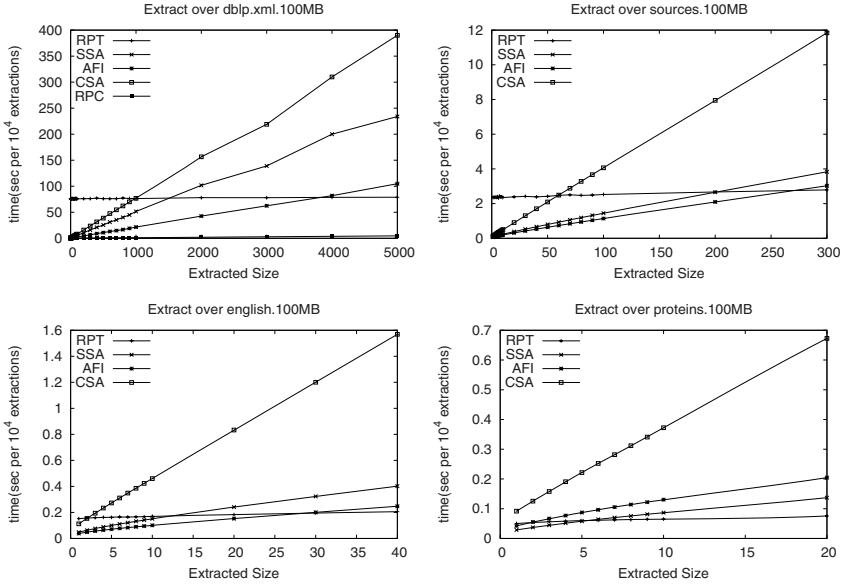 Extract over dblp.xml.100MB
time(sec per 10^4 extractions)
400
350
300
250
200
150
100
50
0
RPT
SSA
AFI
CSA
RPC
0 1000 2000 3000 4000 5000
Extracted Size
Extract over sources.100MB
time(sec per 10^4 extractions)
12
10
8
6
4
2
0
RPT
SSA
AFI
CSA
0 50 100 150 200 250 300
Extracted Size
Extract over english.100MB
time(sec per 10^4 extractions)
1.6
1.4
1.2
1
0.8
0.6
0.4
0.2
0
RPT
SSA
AFI
CSA
0 5 10 15 20 25 30 35 40
Extracted Size
Extract over proteins.100MB
time(sec per 10^4 extractions)
0.7
0.6
0.5
0.4
0.3
0.2
0.1
0
RPT
SSA
AFI
CSA
0 5 10 15 20
Extracted Size